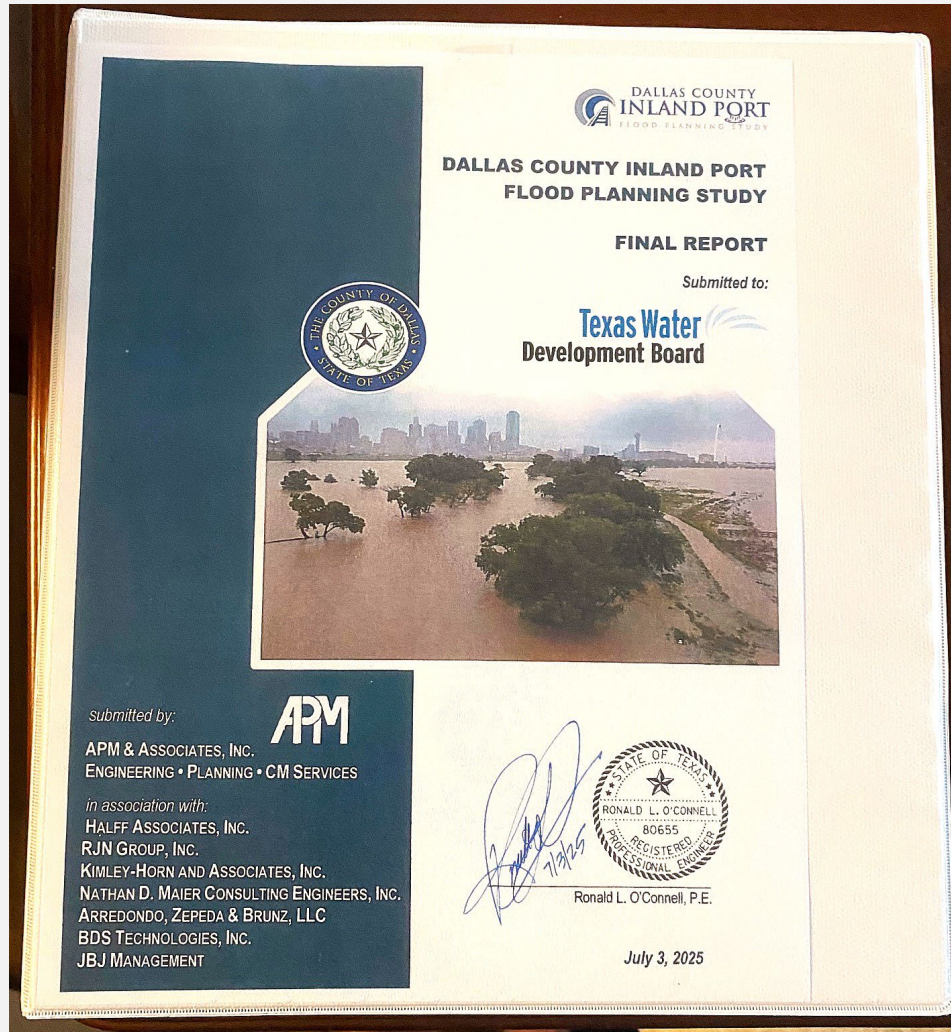 DALLAS COUNTY
INLAND PORT
FLOOD PLANNING STUDY
DALLAS COUNTY INLAND PORT
FLOOD PLANNING STUDY
FINAL REPORT
Submitted to:
Texas Water
Development Board
THE COUNTY OF DALLAS
STATE OF TEXAS
submitted by:
APM
APM & ASSOCIATES, INC.
ENGINEERING • PLANNING • CM SERVICES
in association with:
HALFF ASSOCIATES, INC.
RJN GROUP, INC.
KIMLEY-HORN AND ASSOCIATES, INC.
NATHAN D. MAIER CONSULTING ENGINEERS, INC.
ARREDONDO, ZEPEDA & BRUNZ, LLC
BDS TECHNOLOGIES, INC.
JBJ MANAGEMENT
STATE OF TEXAS
RONALD L. O'CONNELL
80655
REGISTERED
PROFESSIONAL ENGINEER
7/3/25
Ronald L. O'Connell, P.E.
July 3, 2025